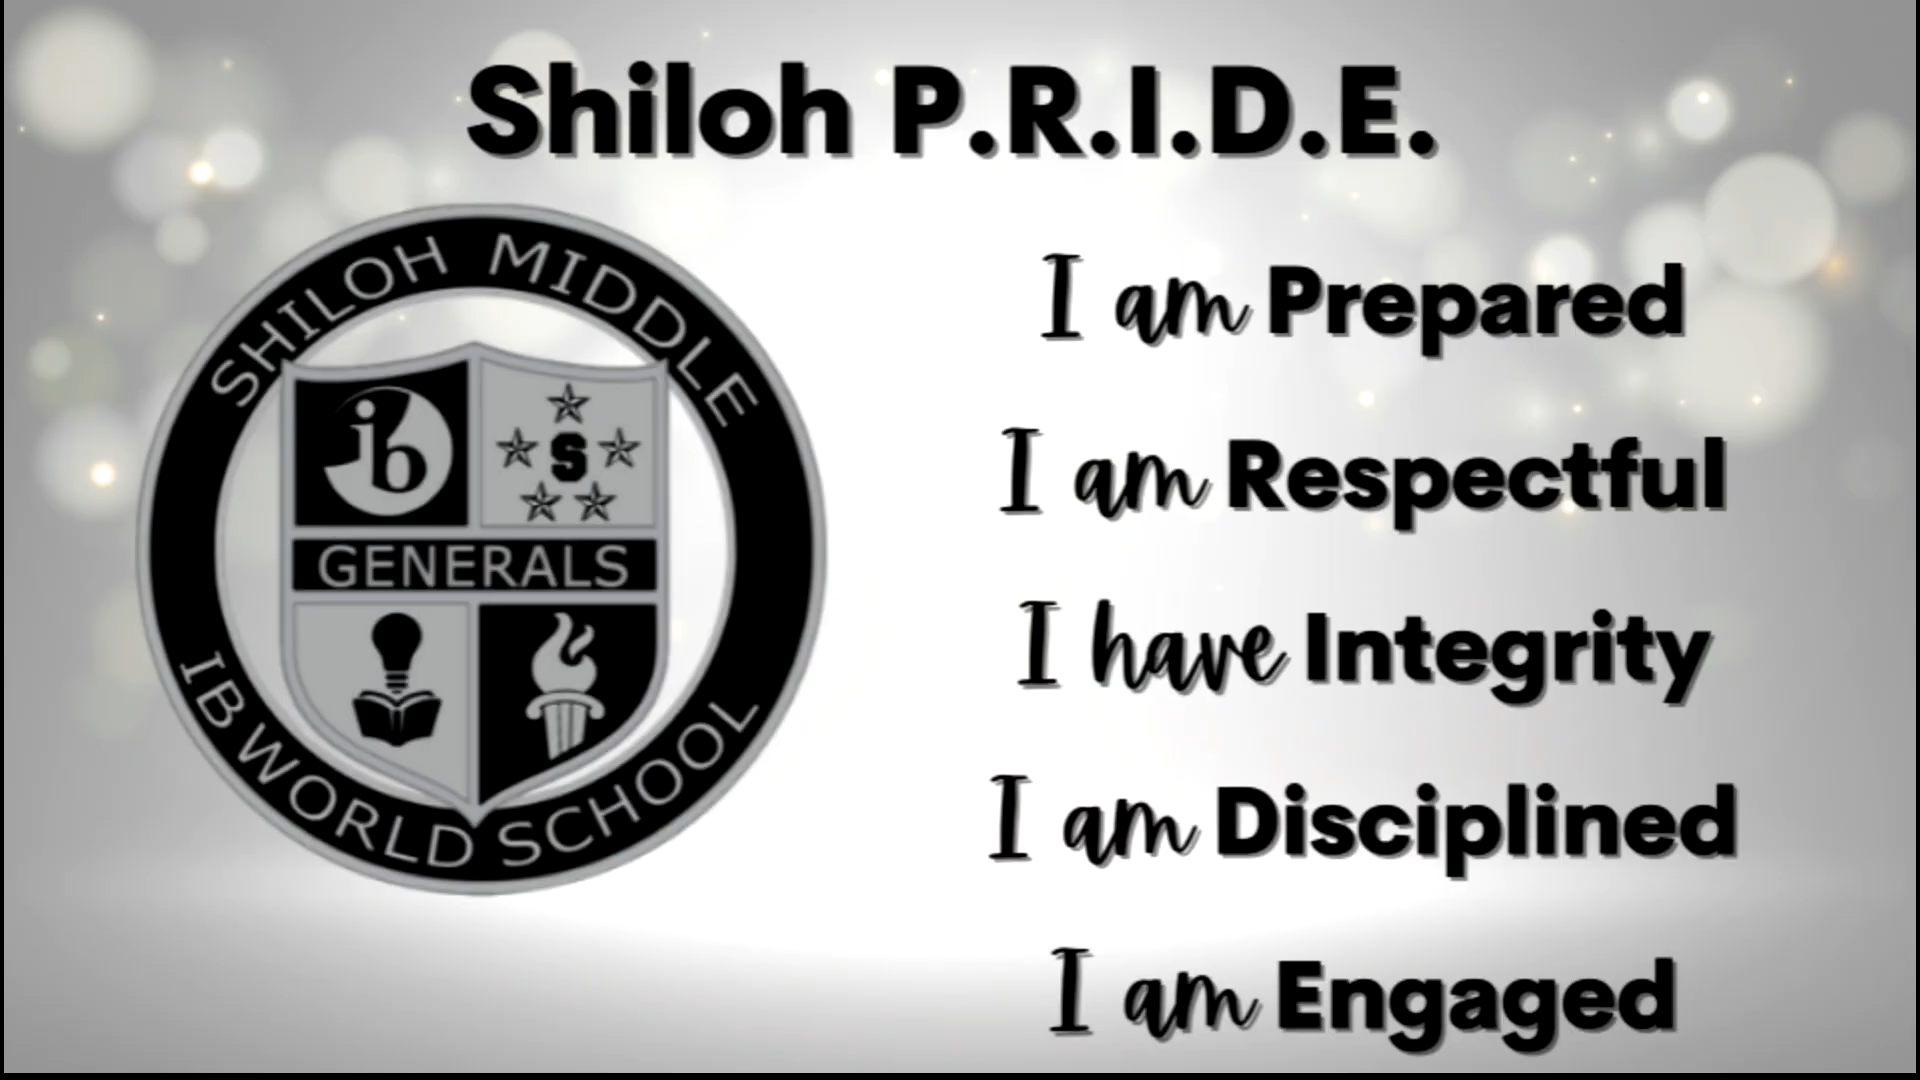 Shiloh P.R.I.D.E.
SHILOH MIDDLE
ib
S
GENERALS
IB WORLD SCHOOL
I am Prepared
I am Respectful
I have Integrity
I am Disciplined
I am Engaged